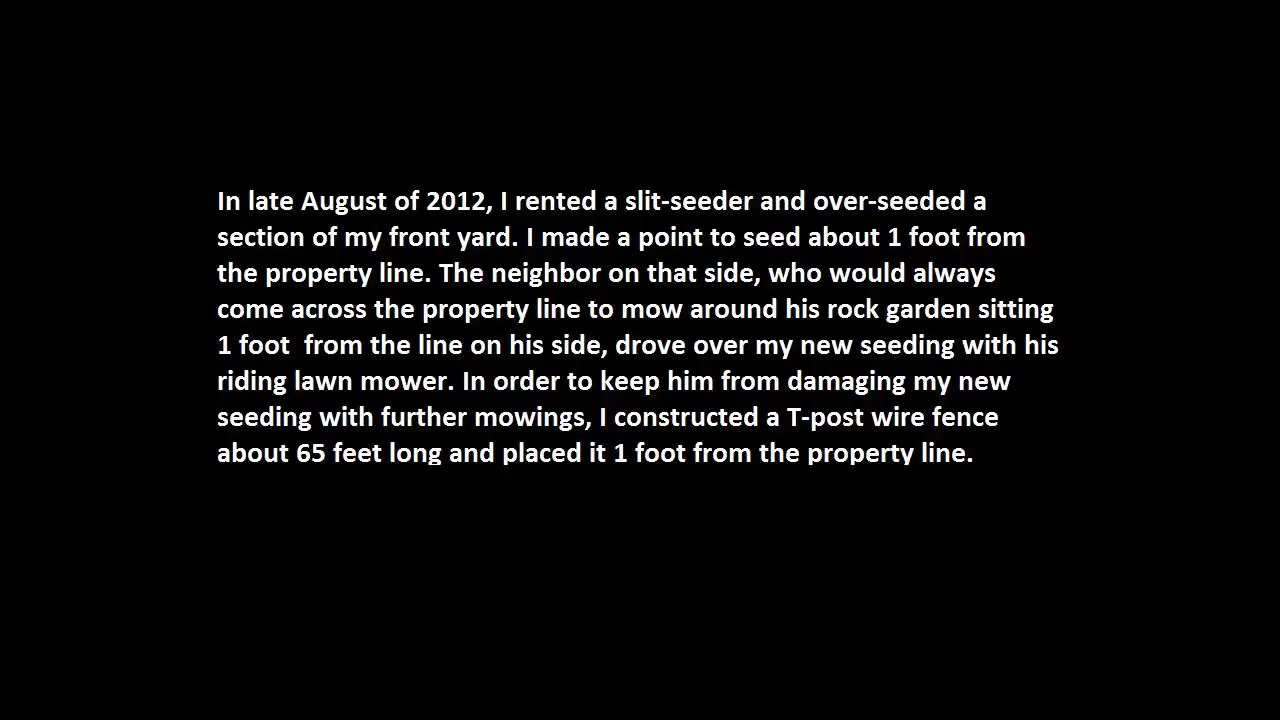 In late August of 2012, I rented a slit-seeder and over-seeded a
section of my front yard. I made a point to seed about 1 foot from
the property line. The neighbor on that side, who would always
come across the property line to mow around his rock garden sitting
1 foot  from the line on his side, drove over my new seeding with his
riding lawn mower. In order to keep him from damaging my new
seeding with further mowings, I constructed a T-post wire fence
about 65 feet long and placed it 1 foot from the property line.